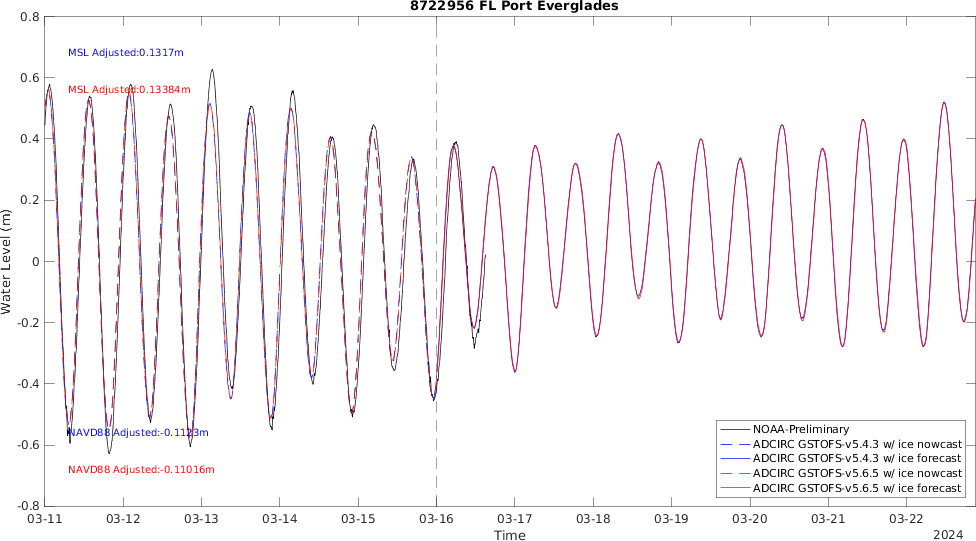 8722956 FL Port Everglades
0.8
MSL Adjusted:0.1317m
0.6
MSL Adjusted:0.13384m
0.4
0.2
0
Water Level (m)
-0.2
-0.4
NAVD88 Adjusted:-0.1123m
-0.6
NAVD88 Adjusted:-0.11016m
-0.8
NOAA-Preliminary
ADCIRC GSTOFS-v5.4.3 w/ ice nowcast
ADCIRC GSTOFS-v5.4.3 w/ ice forecast
ADCIRC GSTOFS-v5.6.5 w/ ice nowcast
ADCIRC GSTOFS-v5.6.5 w/ ice forecast
03-11 03-12 03-13 03-14 03-15 03-16 03-17 03-18 03-19 03-20 03-21 03-22
Time
2024